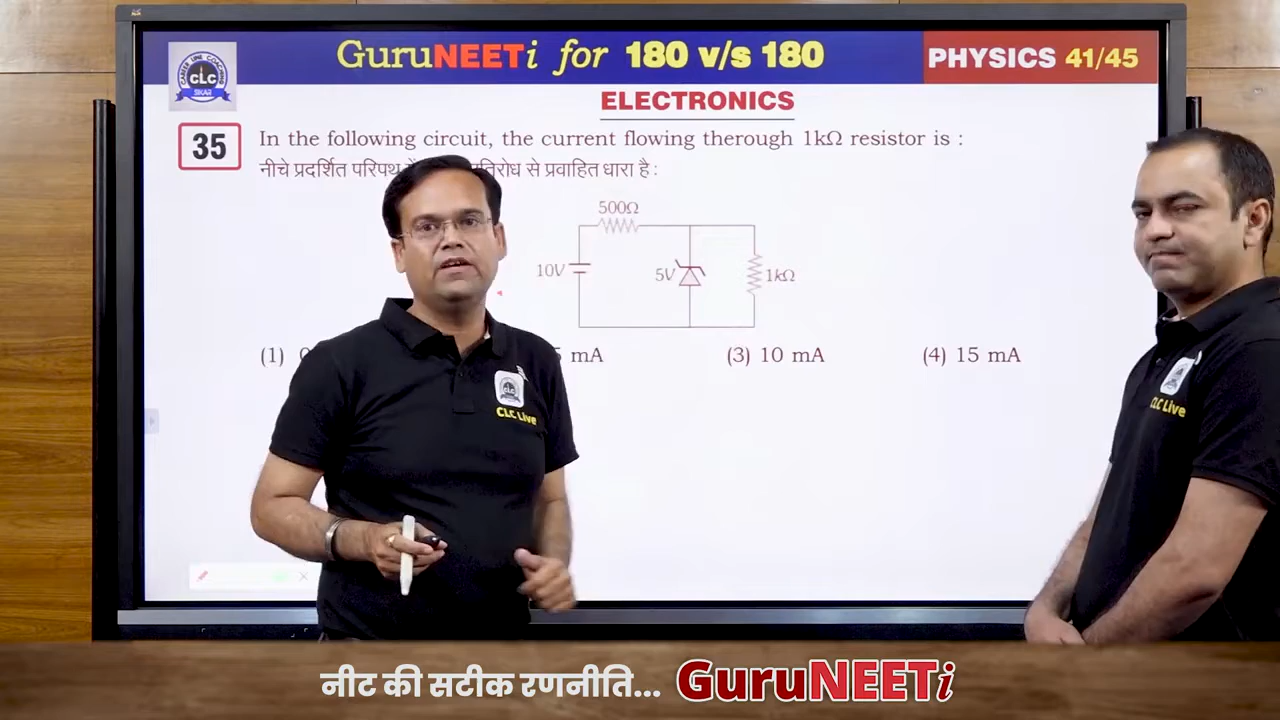 GuruNEETi for 180 v/s 180
PHYSICS 41/45
CLC
SIKAR
ELECTRONICS
35
In the following circuit, the current flowing therough 1kΩ resistor is :
नीचे प्रदर्शित परिपथ से प्रवाहित धारा है :
500Ω
10V
5V
1kΩ
(1)
mA
(3) 10 mA
(4) 15 mA
CLC
CLC Live
CLC Live
नीट की सटीक रणनीति... GuruNEETi